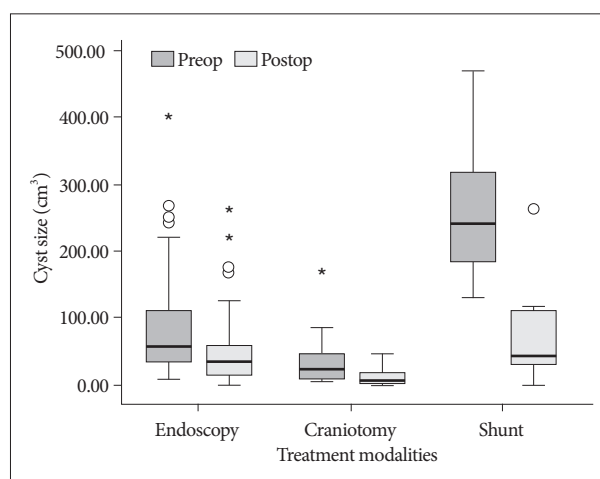 Preop Postop
500.00
400.00
300.00
200.00
100.00
0.00
Cyst size (cm³)
* 
* 
* 
*
Endoscopy Craniotomy Shunt
Treatment modalities